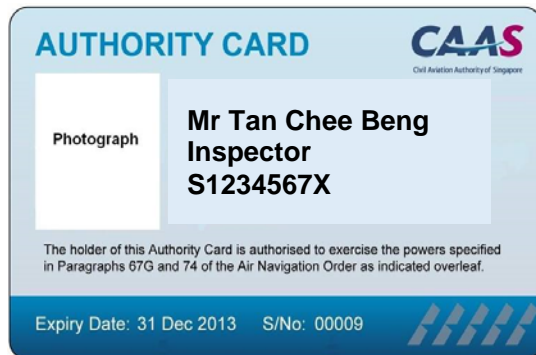 AUTHORITY CARD
CAAS
Civil Aviation Authority of Singapore
Photograph
Mr Tan Chee Beng
Inspector
S1234567X
The holder of this Authority Card is authorised to exercise the powers specified
in Paragraphs 67G and 74 of the Air Navigation Order as indicated overleaf.
Expiry Date: 31 Dec 2013 S/No: 00009